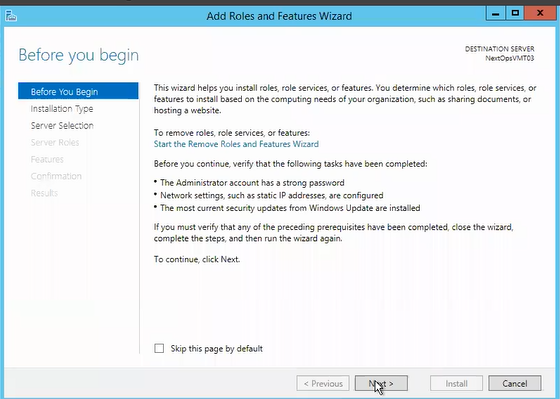 Add Roles and Features Wizard
Before you begin
DESTINATION SERVER
NextOpsVMT03
Before You Begin
Installation Type
Server Selection
Server Roles
Features
Confirmation
Results
This wizard helps you install roles, role services, or features. You determine which roles, role services, or
features to install based on the computing needs of your organization, such as sharing documents, or
hosting a website.
To remove roles, role services, or features:
Start the Remove Roles and Features Wizard
Before you continue, verify that the following tasks have been completed:
• The Administrator account has a strong password
• Network settings, such as static IP addresses, are configured
• The most current security updates from Windows Update are installed
If you must verify that any of the preceding prerequisites have been completed, close the wizard,
complete the steps, and then run the wizard again.
To continue, click Next.
Skip this page by default
< Previous
Next >
Install
Cancel